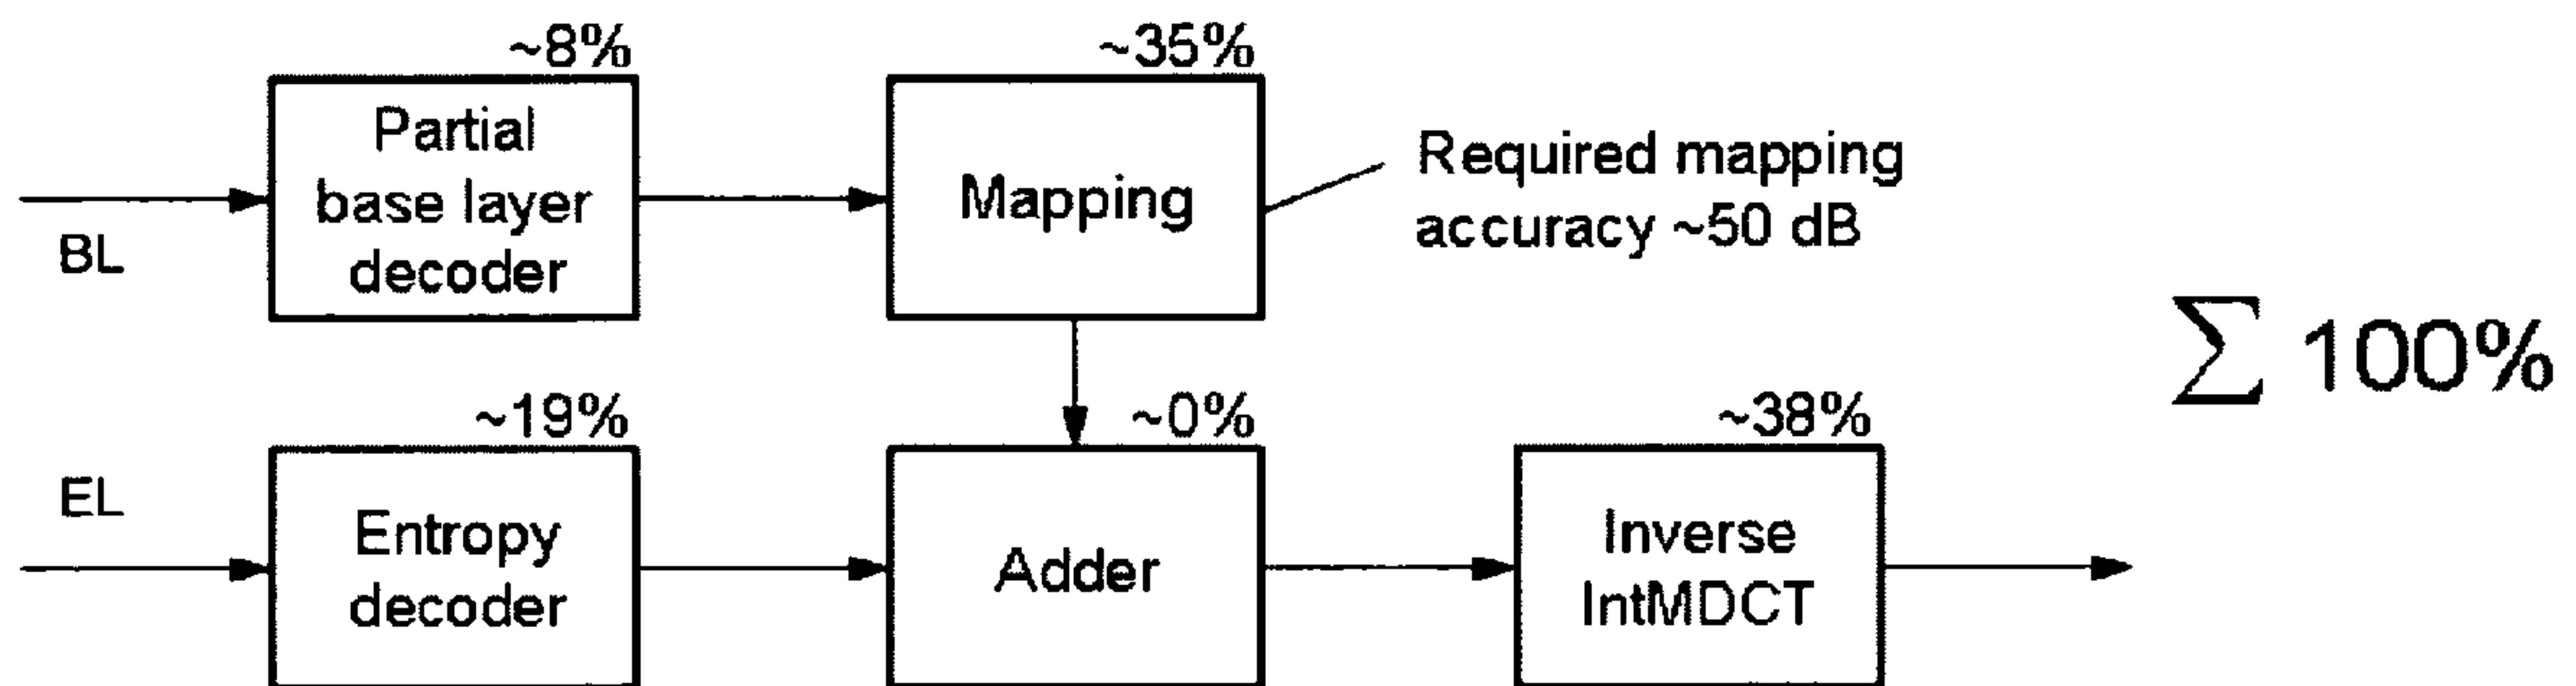 ~8%
Partial
base layer
decoder
BL
~35%
Mapping
Required mapping
accuracy ~50 dB
∑ 100%
~19%
EL
Entropy
decoder
~0%
Adder
~38%
Inverse
IntMDCT